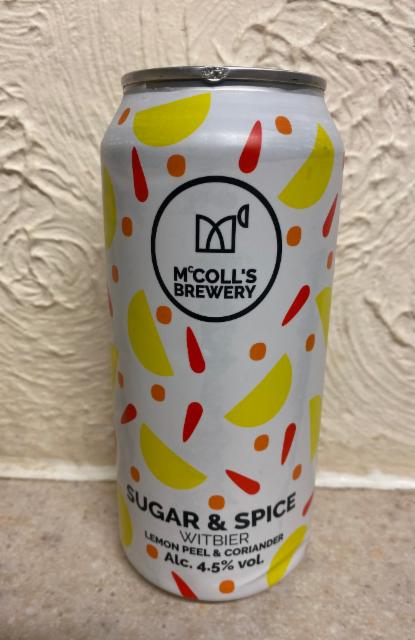 McCOLL'S
BREWERY
SUGAR & SPICE
WITBIER
LEMON PEEL & CORIANDER
Alc. 4.5% vol.